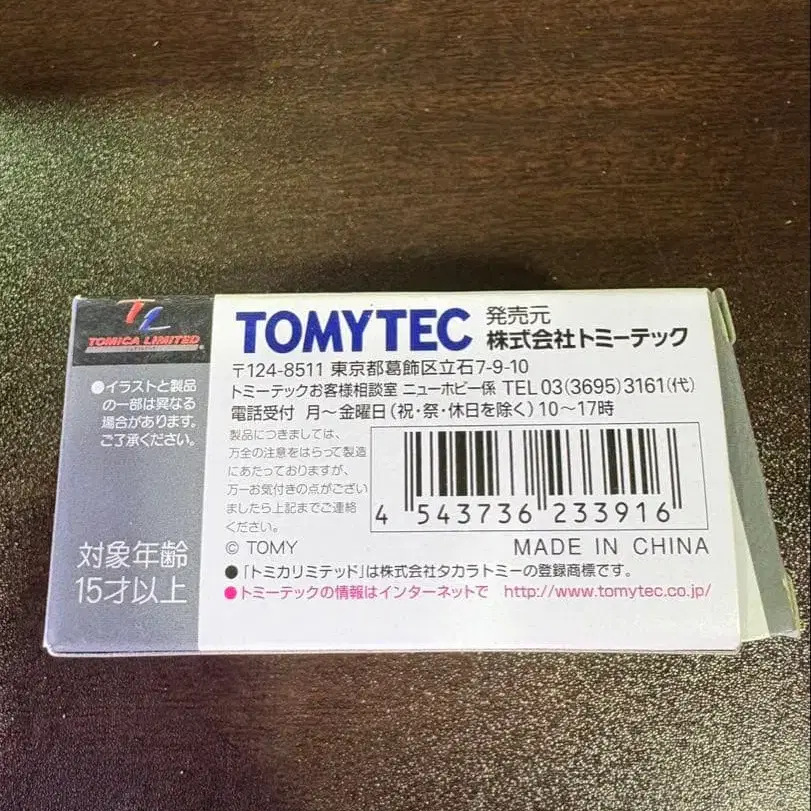 TL
TOMICA LIMITED
●イラストと製品
の一部は異なる
場合があります。
ご了承ください。
対象年齢
15才以上
TOMYTEC
発売元
株式会社トミーテック
〒124-8511 東京都葛飾区立石7-9-10
トミーテックお客様相談室 ニューホビー係 TEL 03(3695)3161(代)
電話受付 月～金曜日(祝・祭・休日を除く)10～17時
製品につきましては、
万全の注意をはらって製造
にあたっておりますが、
万一お気付きの点がござい
ましたら上記までご連絡
ください。
4 543736 233916
© TOMY
MADE IN CHINA
●「トミカリミテッド」は株式会社タカラトミーの登録商標です。
●トミーテックの情報はインターネットで http://www.tomytec.co.jp/